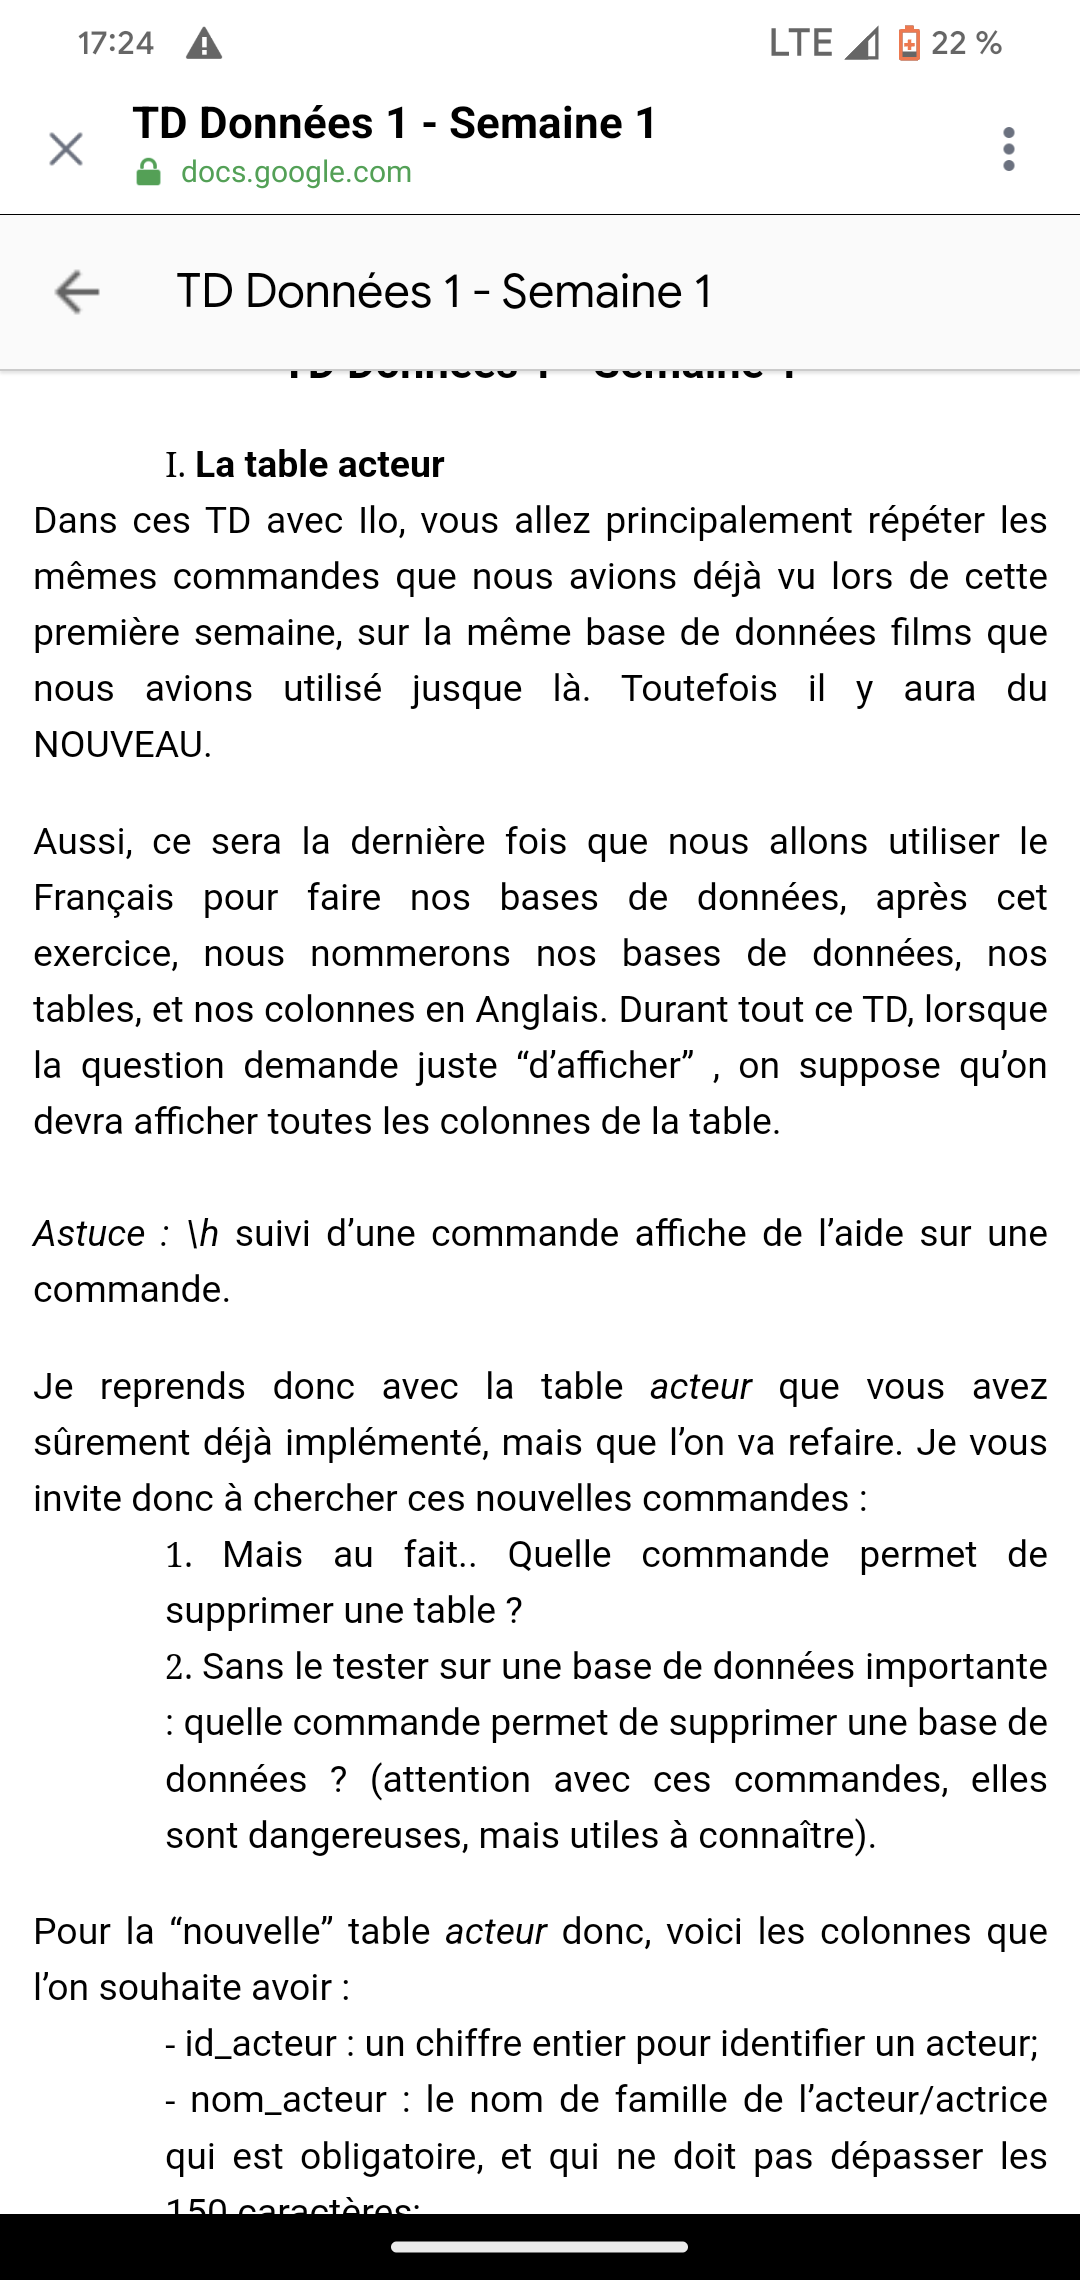 17:24
LTE 22 %
TD Données 1 - Semaine 1
docs.google.com
TD Données 1 - Semaine 1
TD Données 1 - Semaine 1
I. La table acteur
Dans ces TD avec Ilo, vous allez principalement répéter les
mêmes commandes que nous avions déjà vu lors de cette
première semaine, sur la même base de données films que
nous avions utilisé jusque là. Toutefois il y aura du
NOUVEAU.
Aussi, ce sera la dernière fois que nous allons utiliser le
Français pour faire nos bases de données, après cet
exercice, nous nommerons nos bases de données, nos
tables, et nos colonnes en Anglais. Durant tout ce TD, lorsque
la question demande juste “d’afficher” , on suppose qu’on
devra afficher toutes les colonnes de la table.
Astuce : \h suivi d’une commande affiche de l’aide sur une
commande.
Je reprends donc avec la table acteur que vous avez
sûrement déjà implémenté, mais que l’on va refaire. Je vous
invite donc à chercher ces nouvelles commandes :
1. Mais au fait.. Quelle commande permet de
supprimer une table ?
2. Sans le tester sur une base de données importante
: quelle commande permet de supprimer une base de
données ? (attention avec ces commandes, elles
sont dangereuses, mais utiles à connaître).
Pour la “nouvelle” table acteur donc, voici les colonnes que
l’on souhaite avoir :
- id_acteur : un chiffre entier pour identifier un acteur;
- nom_acteur : le nom de famille de l’acteur/actrice
qui est obligatoire, et qui ne doit pas dépasser les
150 caractères;